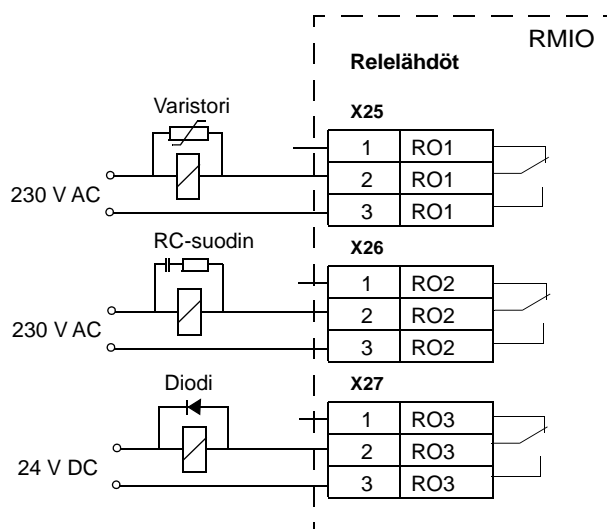 RMIO
Relelähdöt
Varistori
X25
1 RO1
2 RO1
3 RO1
230 V AC
RC-suodin
X26
1 RO2
2 RO2
3 RO2
230 V AC
Diodi
X27
1 RO3
2 RO3
3 RO3
24 V DC